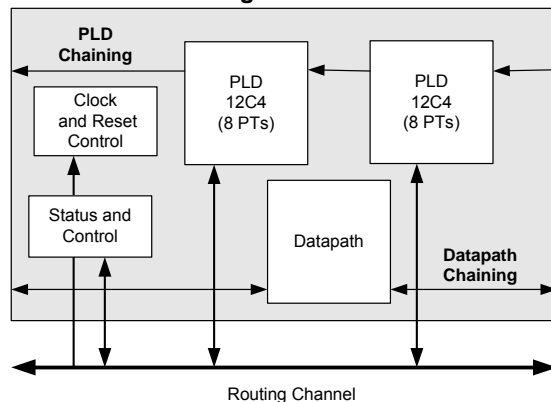 PLD
Chaining
PLD
12C4
(8 PTs)
PLD
12C4
(8 PTs)
Clock
and Reset
Control
Status and
Control
Datapath
Datapath
Chaining
Routing Channel